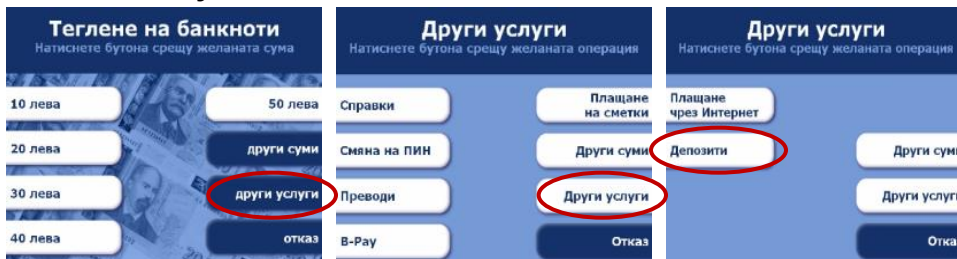 Теглене на банкноти
Натиснете бутона срещу желаната сума
10 лева
50 лева
20 лева
други суми
30 лева
други услуги
40 лева
отказ
Други услуги
Натиснете бутона срещу желаната операция
Справки
Плащане
на сметки
Смяна на ПИН
Други суми
Преводи
Други услуги
B-Pay
Отказ
Други услуги
Натиснете бутона срещу желаната операция
Плащане
чрез Интернет
Депозити
Други суми
Други услуги
Отказ